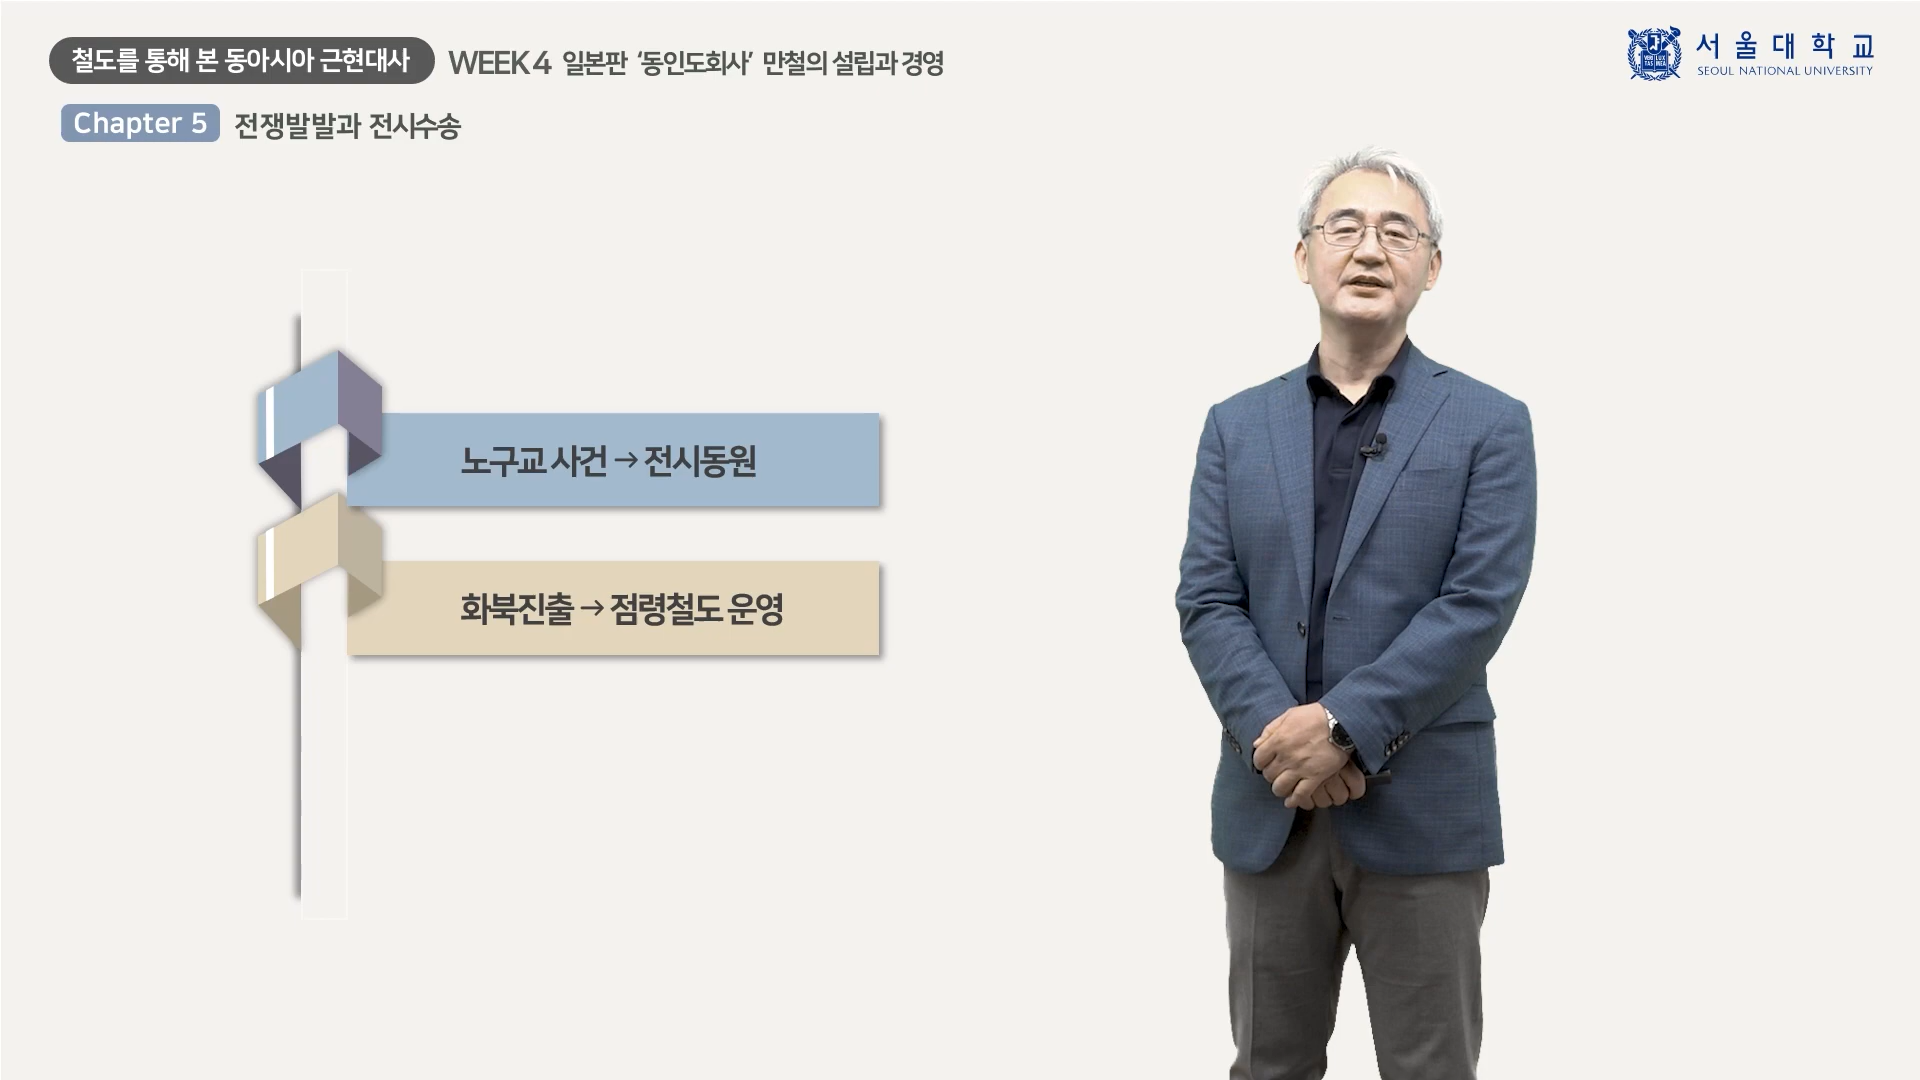 철도를 통해 본 동아시아 근현대사 WEEK 4 일본판 ‘동인도회사’ 만철의 설립과 경영
서울대학교
SEOUL NATIONAL UNIVERSITY
Chapter 5 전쟁발발과 전시수송
노구교 사건 → 전시동원
화북진출 → 점령철도 운영